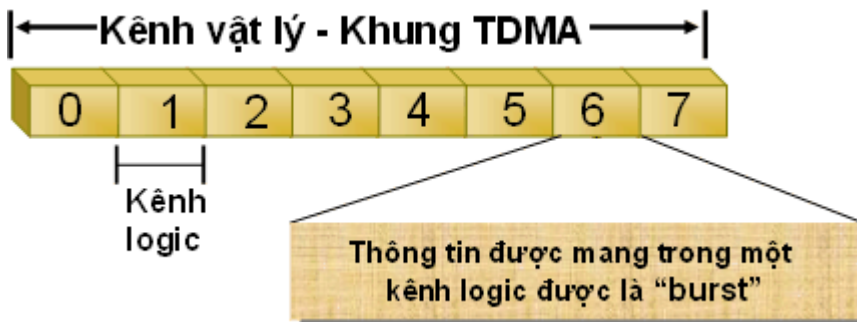 Kênh vật lý - Khung TDMA
0 1 2 3 4 5 6 7
Kênh
logic
Thông tin được mang trong một
kênh logic được là “burst”